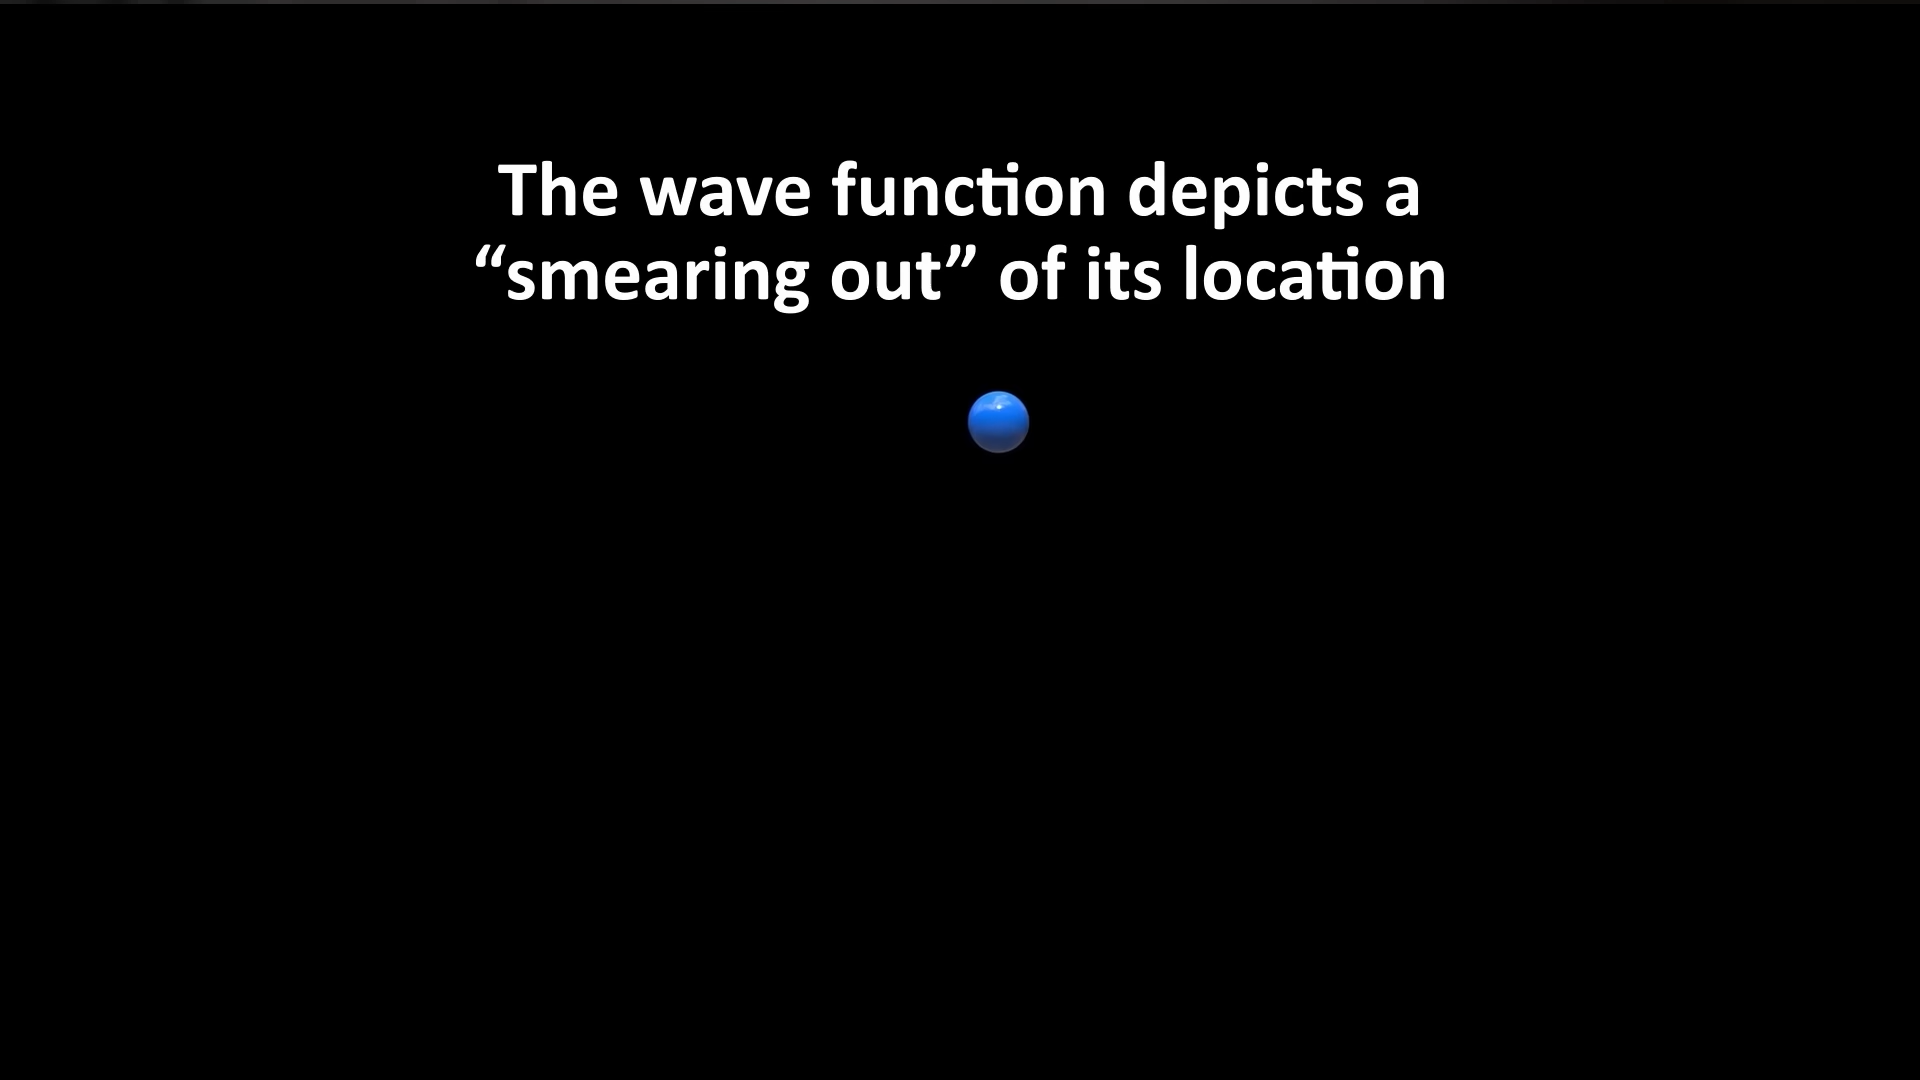 The wave function depicts a
“smearing out” of its location